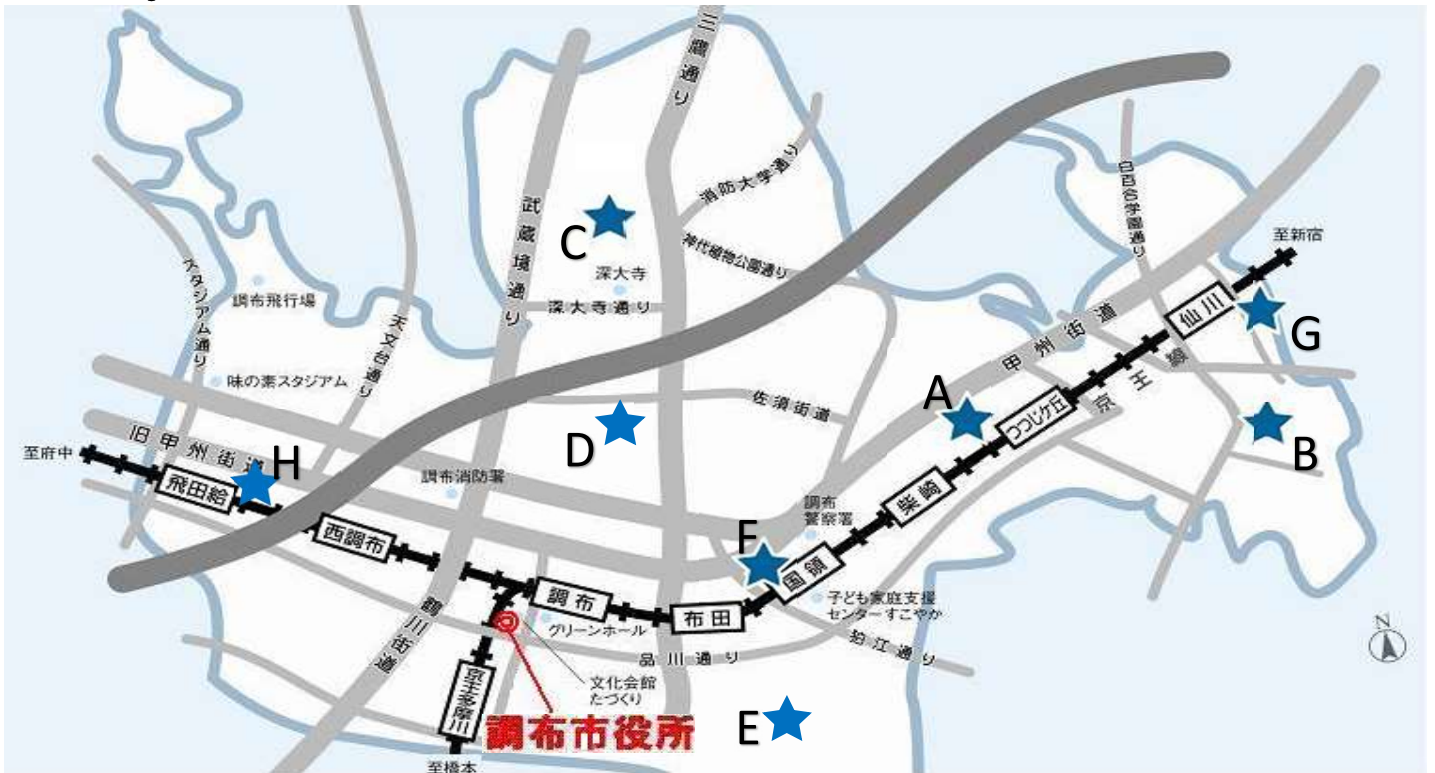 三鷹通り
武蔵境通り
消防大学通り
神代植物公園通り
白百合学園通り
至新宿
C
深大寺
深大寺通り
スタジアム通り
調布飛行場
天文台通り
味の素スタジアム
仙川
G
甲州街道
京王線
A
つつじケ丘
B
佐須街道
D
旧甲州街道
至府中
H
飛田給
調布消防署
西調布
柴崎
調布
警察署
F
国領
調布
布田
子ども家庭支援
センターすこやか
グリーンホール
鶴川街道
品川通り
狛江通り
文化会館
たづくり
京王多摩川
調布市役所
E
N
至橋本